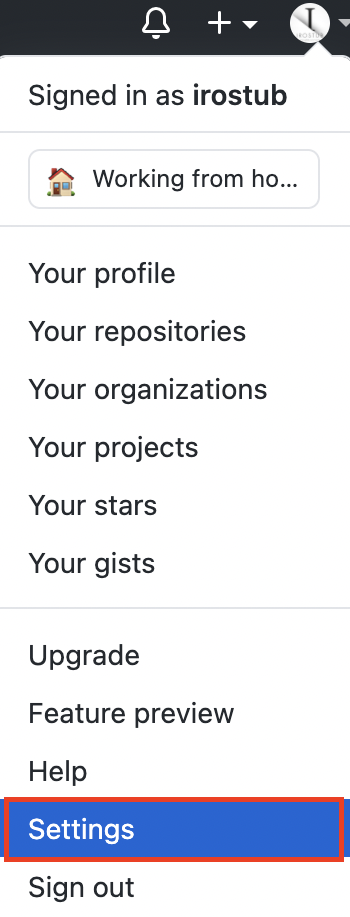 Signed in as irostub
Working from ho...
Your profile
Your repositories
Your organizations
Your projects
Your stars
Your gists
Upgrade
Feature preview
Help
Settings
Sign out